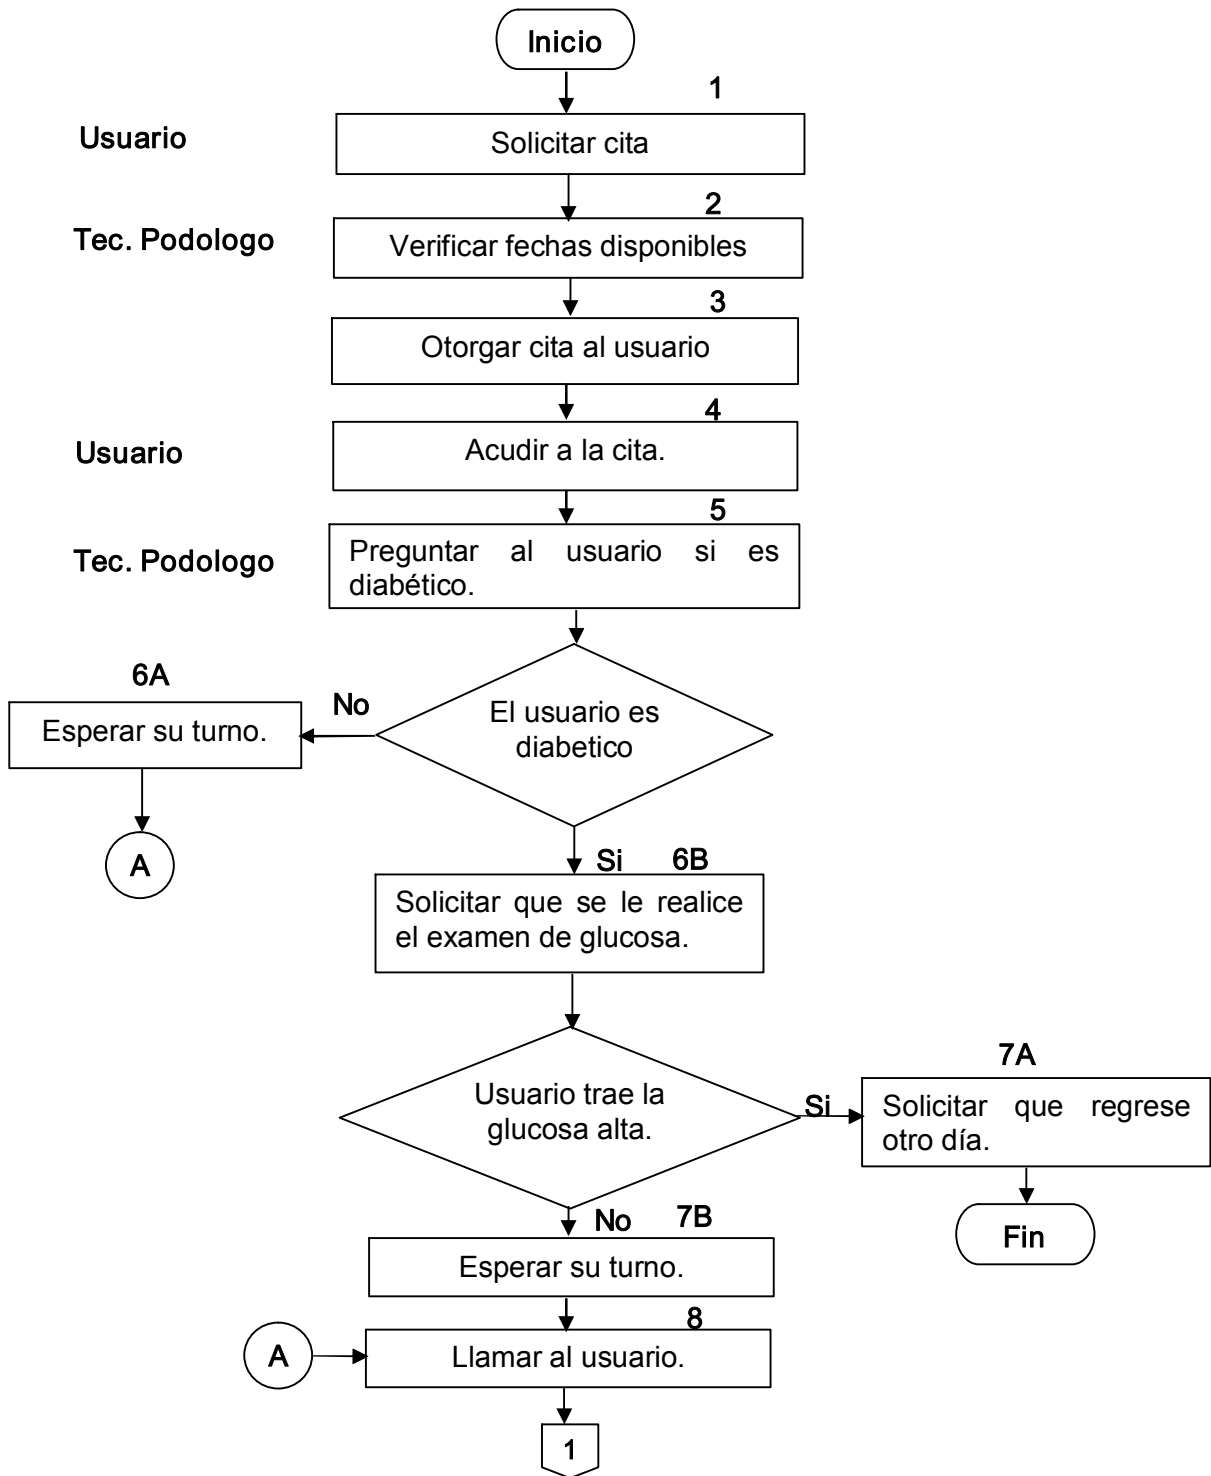 Inicio
1
Usuario
Solicitar cita
2
Tec. Podologo
Verificar fechas disponibles
3
Otorgar cita al usuario
4
Usuario
Acudir a la cita.
5
Tec. Podologo
Preguntar al usuario si es
diabético.
6A
No
Esperar su turno.
El usuario es
diabetico
A
Si 6B
Solicitar que se le realice
el examen de glucosa.
7A
Usuario trae la
glucosa alta.
Si
Solicitar que regrese
otro día.
No 7B
Fin
Esperar su turno.
8
A
Llamar al usuario.
1